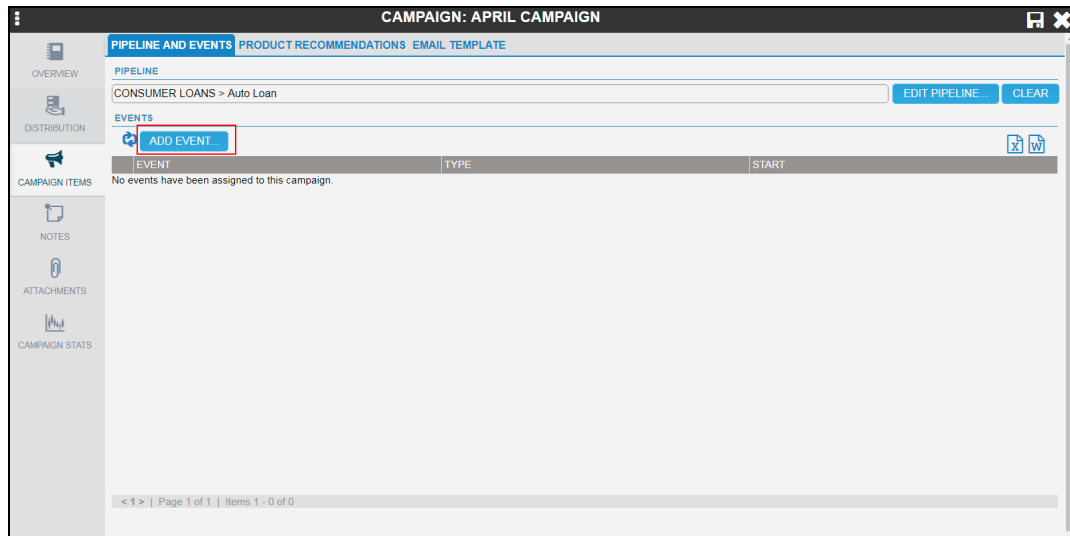 CAMPAIGN: APRIL CAMPAIGN
OVERVIEW
DISTRIBUTION
CAMPAIGN ITEMS
NOTES
ATTACHMENTS
CAMPAIGN STATS
PIPELINE AND EVENTS PRODUCT RECOMMENDATIONS EMAIL TEMPLATE
PIPELINE
CONSUMER LOANS > Auto Loan EDIT PIPELINE... CLEAR
EVENTS
ADD EVENT... X W
EVENT TYPE START
No events have been assigned to this campaign.
< 1 > | Page 1 of 1 | Items 1 - 0 of 0